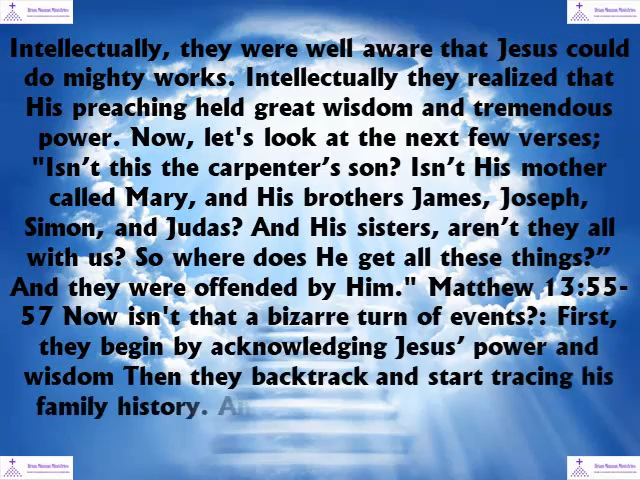 Intellectually, they were well aware that Jesus could
do mighty works. Intellectually they realized that
His preaching held great wisdom and tremendous
power. Now, let's look at the next few verses;
"Isn’t this the carpenter’s son? Isn’t His mother
called Mary, and His brothers James, Joseph,
Simon, and Judas? And His sisters, aren’t they all
with us? So where does He get all these things?”
And they were offended by Him." Matthew 13:55-
57 Now isn't that a bizarre turn of events?: First,
they begin by acknowledging Jesus’ power and
wisdom Then they backtrack and start tracing his
family history.